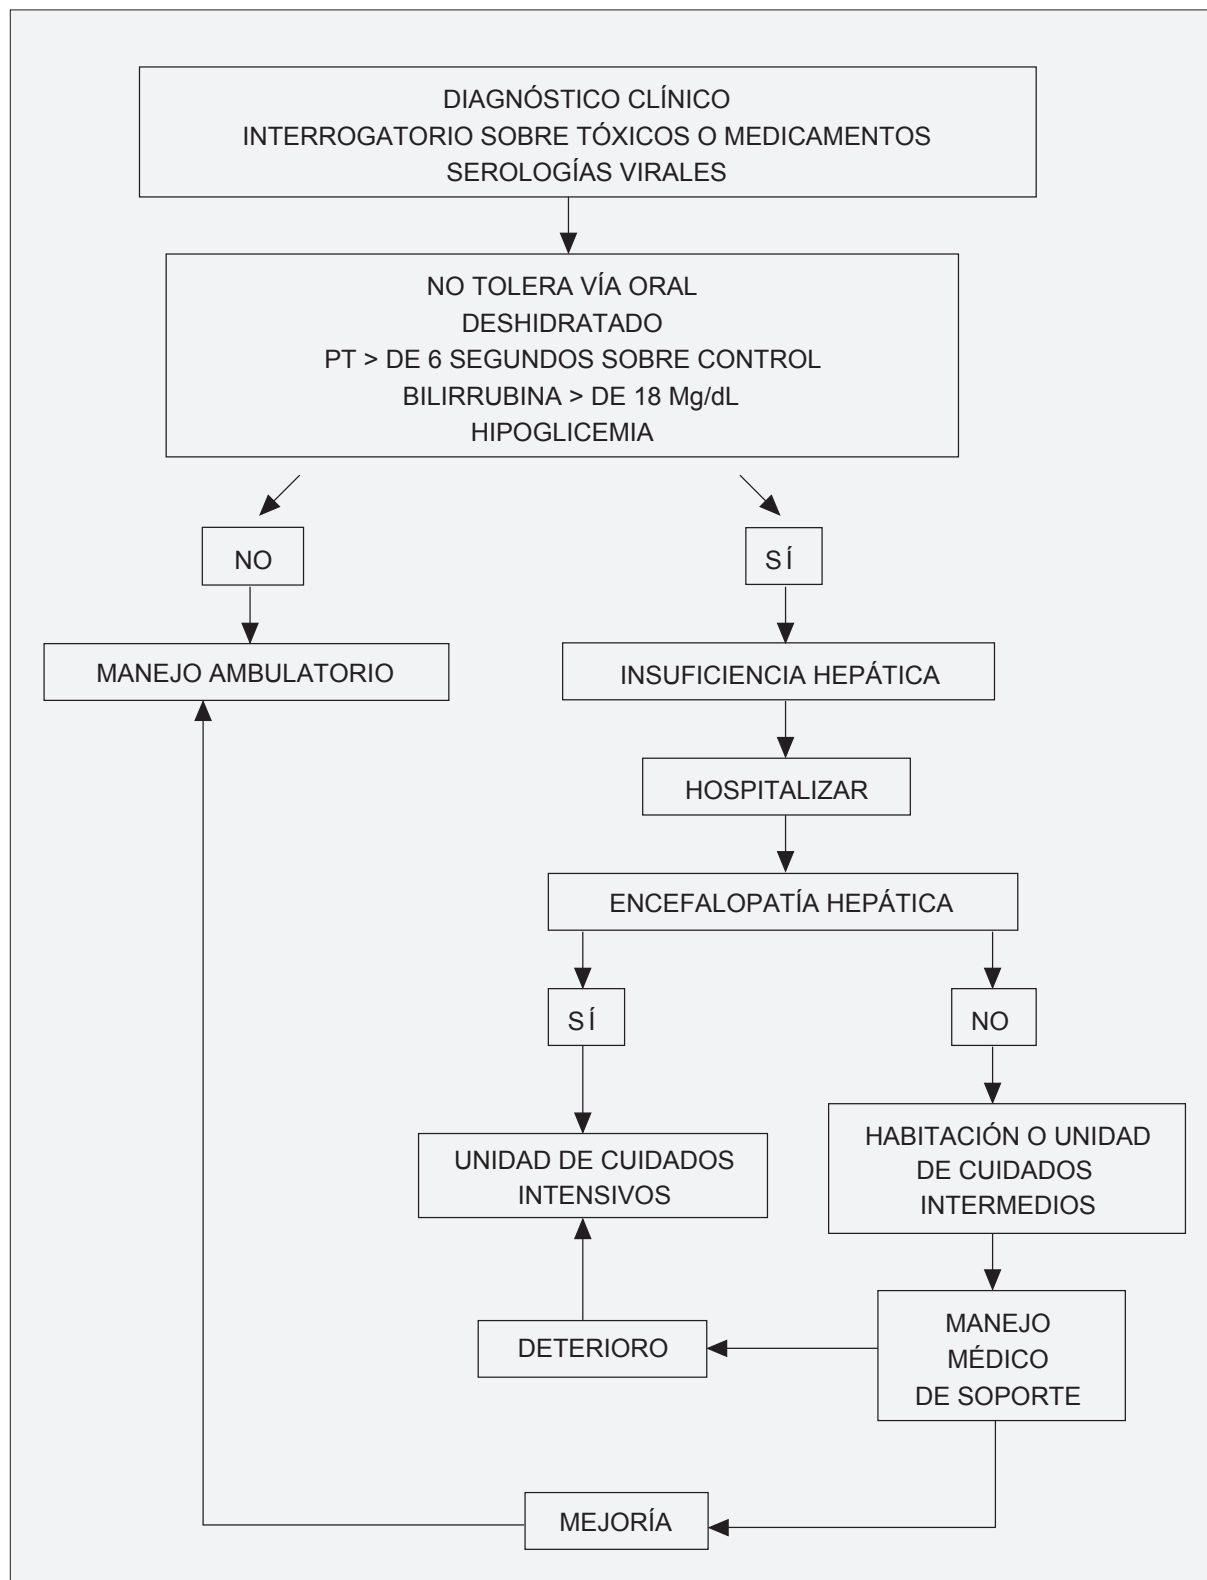 DIAGNÓSTICO CLÍNICO
INTERROGATORIO SOBRE TÓXICOS O MEDICAMENTOS
SEROLOGÍAS VIRALES
NO TOLERA VÍA ORAL
DESHIDRATADO
PT > DE 6 SEGUNDOS SOBRE CONTROL
BILIRRUBINA > DE 18 Mg/dL
HIPOGLICEMIA
NO
SÍ
MANEJO AMBULATORIO
INSUFICIENCIA HEPÁTICA
HOSPITALIZAR
ENCEFALOPATÍA HEPÁTICA
SÍ
NO
UNIDAD DE CUIDADOS
INTENSIVOS
HABITACIÓN O UNIDAD
DE CUIDADOS
INTERMEDIOS
DETERIORO
MANEJO
MÉDICO
DE SOPORTE
MEJORÍA